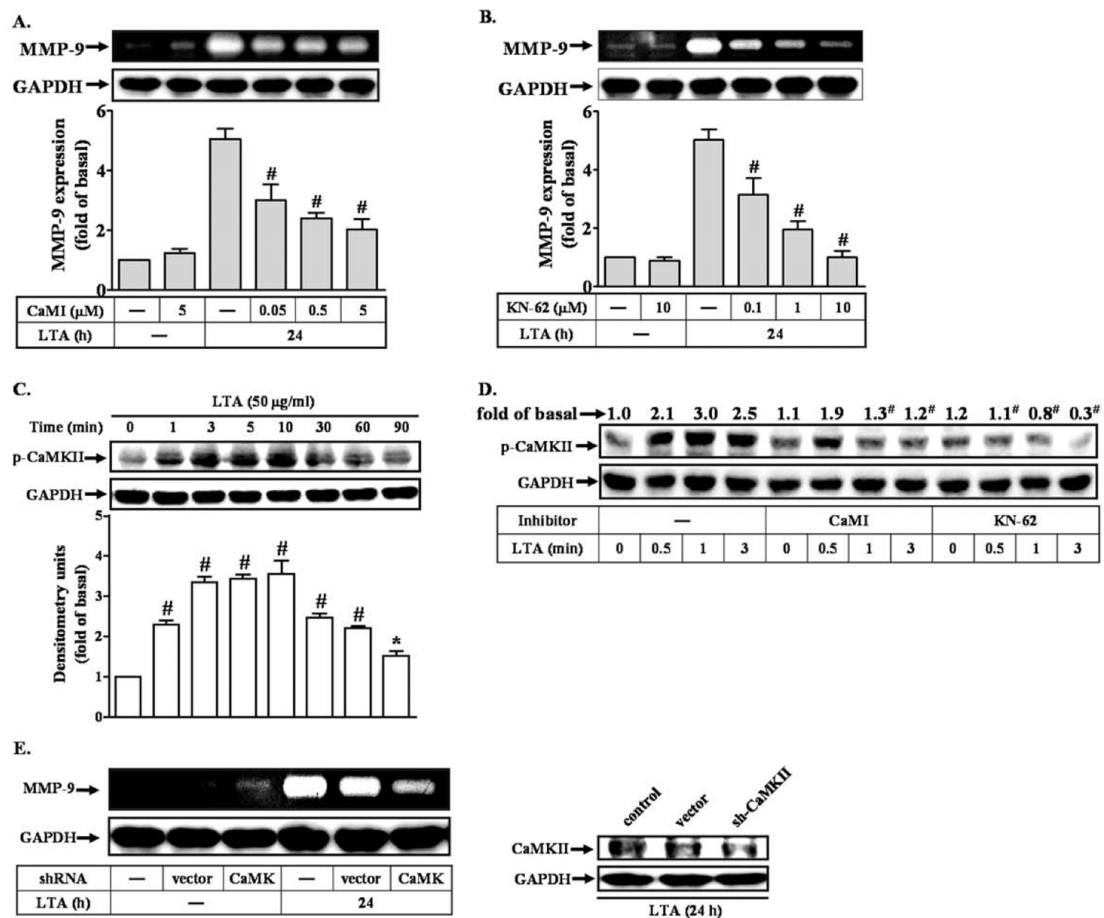 A.
MMP-9
GAPDH
MMP-9 expression
(fold of basal)
6
4
2
0
CaMI (μM) — 5 — 0.05 0.5 5
LTA (h) — 24
# # #
B.
MMP-9
GAPDH
MMP-9 expression
(fold of basal)
6
4
2
0
# # #
KN-62 (μM) — 10 — 0.1 1 10
LTA (h) — 24
C.
LTA (50 μg/ml)
Time (min) 0 1 3 5 10 30 60 90
p-CaMKII
GAPDH
Densitometry units
(fold of basal)
5
4
3
2
1
0
# # # # # # *
D.
fold of basal 1.0 2.1 3.0 2.5 1.1 1.9 1.3# 1.2# 1.2 1.1# 0.8# 0.3#
p-CaMKII
GAPDH
Inhibitor — CaMI KN-62
LTA (min) 0 0.5 1 3 0 0.5 1 3 0 0.5 1 3
E.
MMP-9
GAPDH
shRNA — vector CaMK — vector CaMK
LTA (h) — 24
control vector sh-CaMKII
CaMKII
GAPDH
LTA (24 h)